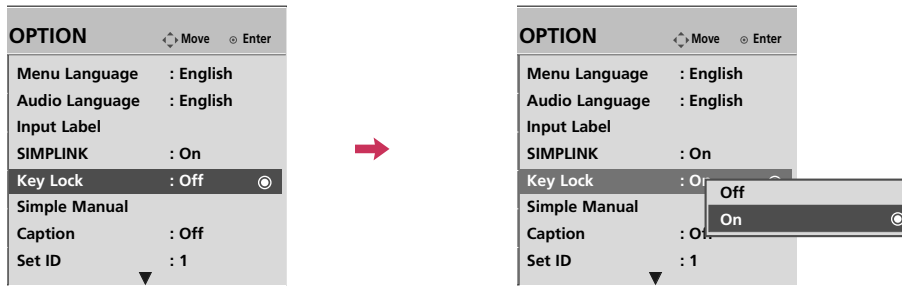 OPTION Move Enter
Menu Language : English
Audio Language : English
Input Label
SIMPLINK : On
Key Lock : Off
Simple Manual
Caption : Off
Set ID : 1
OPTION Move Enter
Menu Language : English
Audio Language : English
Input Label
SIMPLINK : On
Key Lock : On
Simple Manual
Caption : Of
Set ID : 1
Off
On